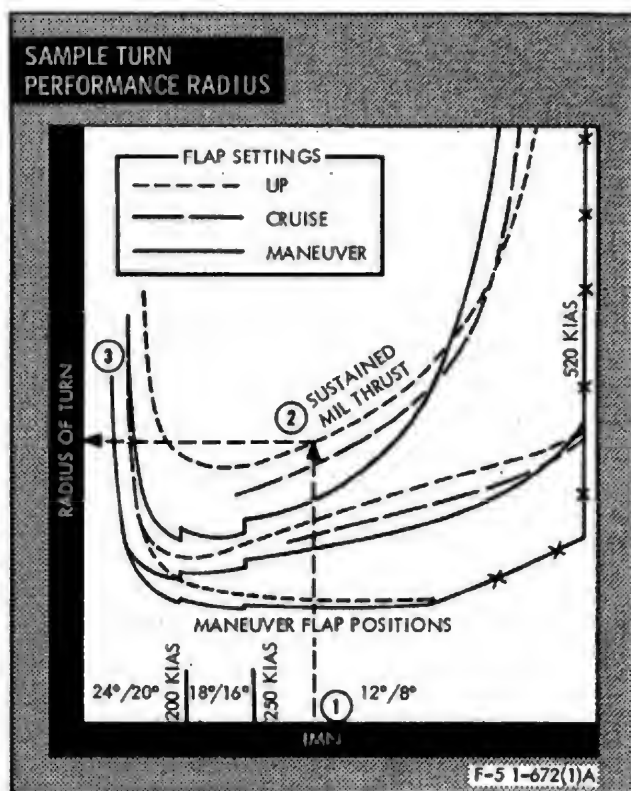 SAMPLE TURN
PERFORMANCE RADIUS
FLAP SETTINGS
UP
CRUISE
MANEUVER
3
2
SUSTAINED
MIL THRUST
520 KIAS
RADIUS OF TURN
MANEUVER FLAP POSITIONS
24°/20°
200 KIAS
18°/16°
250 KIAS
1
12°/8°
IMN
F-5 1-672(1)A